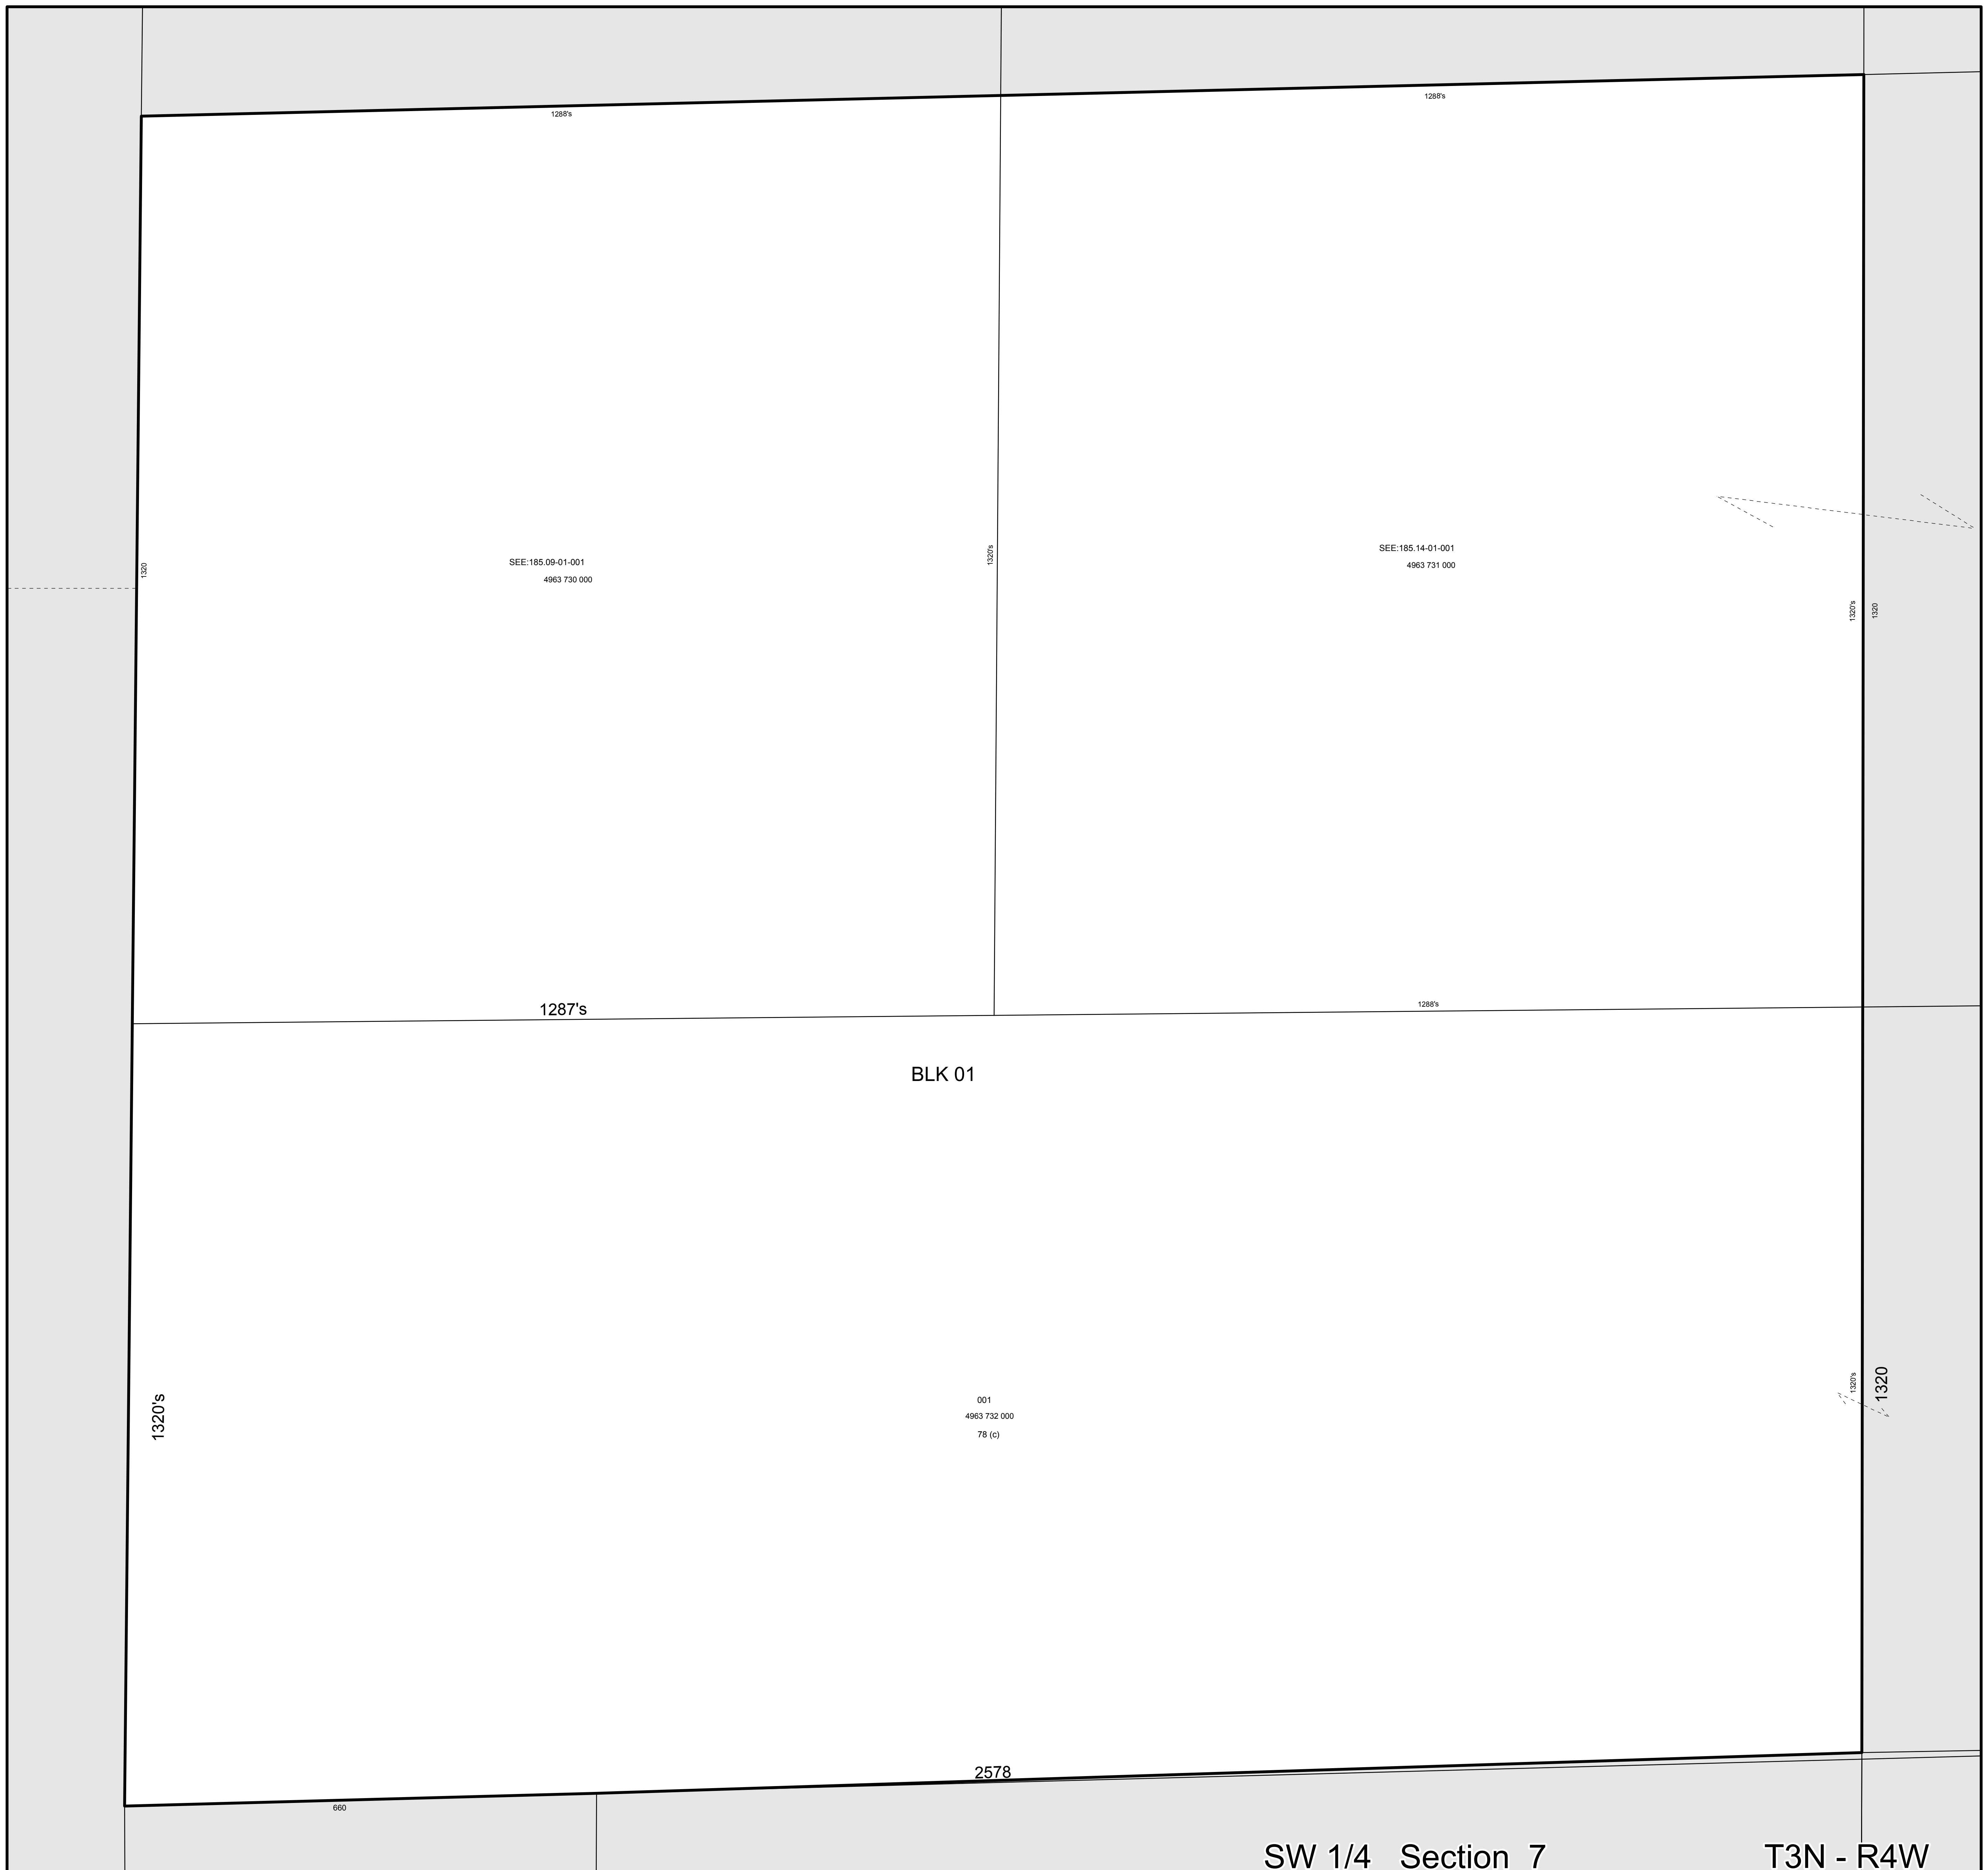 1288's
1288's
SEE:185.09-01-001
4963 730 000
SEE:185.14-01-001
4963 731 000
1320
1320's
1320's
1320
1287's
1288's
BLK 01
001
4963 732 000
78 (c)
1320's
1320's
1320
2578
660
SW 1/4 Section 7
T3N - R4W